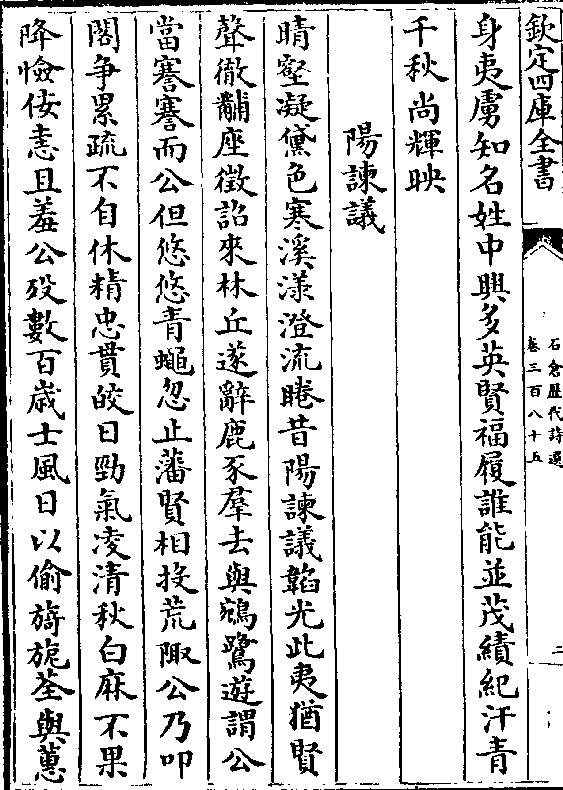 欽定四庫全書
石倉歷代詩選
卷三百八十五
二
身夷虜知名姓中興多英賢福履誰能並茂績紀汗青
千秋尚輝映
陽諫議
晴壑凝黛色寒溪漾澄流睠昔陽諫議韜光此夷猶賢
聲徹黼座徵詔來林丘遂辭鹿豕羣去與鵷鷺遊謂公
當謇謇而公但悠悠青蠅忽止藩賢相投荒陬公乃叩
閤爭累疏不自休精忠貫皎日勁氣凌清秋白麻不果
降憸佞恚且羞公歿數百歲士風日以偷旖旎荃與蕙